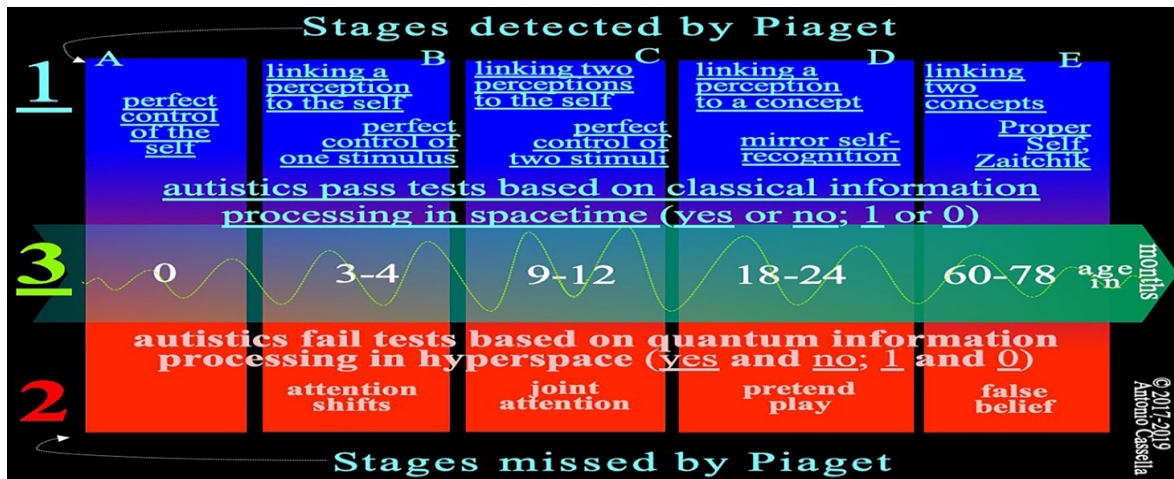 Stages detected by Piaget
1
A
perfect
control
of the
self
B
linking a
perception
to the self
perfect
control of
one stimulus
C
linking two
perceptions
to the self
perfect
control of
two stimuli
D
linking a
perception
to a concept
mirror self-
recognition
E
linking
two
concepts
Proper
Self,
Zaitchik
autistics pass tests based on classical information
processing in spacetime (yes or no; 1 or 0)
3
0
3-4
9-12
18-24
60-78
age
in
months
autistics fail tests based on quantum information
processing in hyperspace (yes and no; 1 and 0)
2
attention
shifts
joint
attention
pretend
play
false
belief
Stages missed by Piaget
© 2017-2019
Antonio Casella